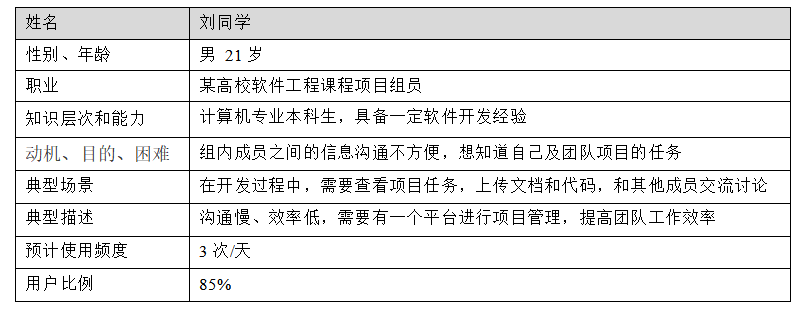 姓名 刘同学
性别、年龄 男 21 岁
职业 某高校软件工程课程项目组员
知识层次和能力 计算机专业本科生，具备一定软件开发经验
动机、目的、困难 组内成员之间的信息沟通不方便，想知道自己及团队项目的任务
典型场景 在开发过程中，需要查看项目任务，上传文档和代码，和其他成员交流讨论
典型描述 沟通慢、效率低，需要有一个平台进行项目管理，提高团队工作效率
预计使用频度 3 次/天
用户比例 85%